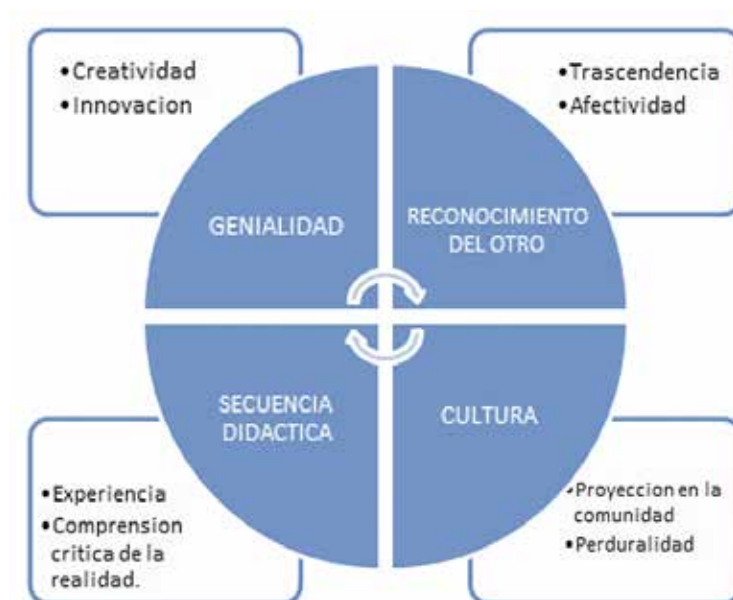 •Creatividad
•Innovacion
•Trascendencia
•Afectividad
GENIALIDAD
RECONOCIMIENTO
DEL OTRO
SECUENCIA
DIDACTICA
CULTURA
•Experiencia
•Comprension
critica de la
realidad.
•Proyeccion en la
comunidad
•Perduralidad